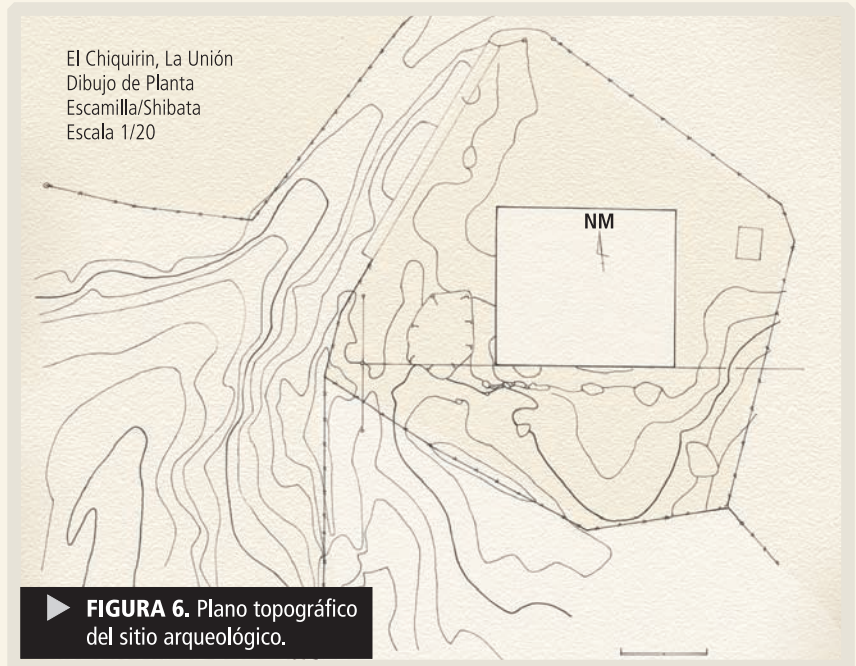 El Chiquirin, La Unión
Dibujo de Planta
Escamilla/Shibata
Escala 1/20
NM
▶ FIGURA 6. Plano topográfico
del sitio arqueológico.